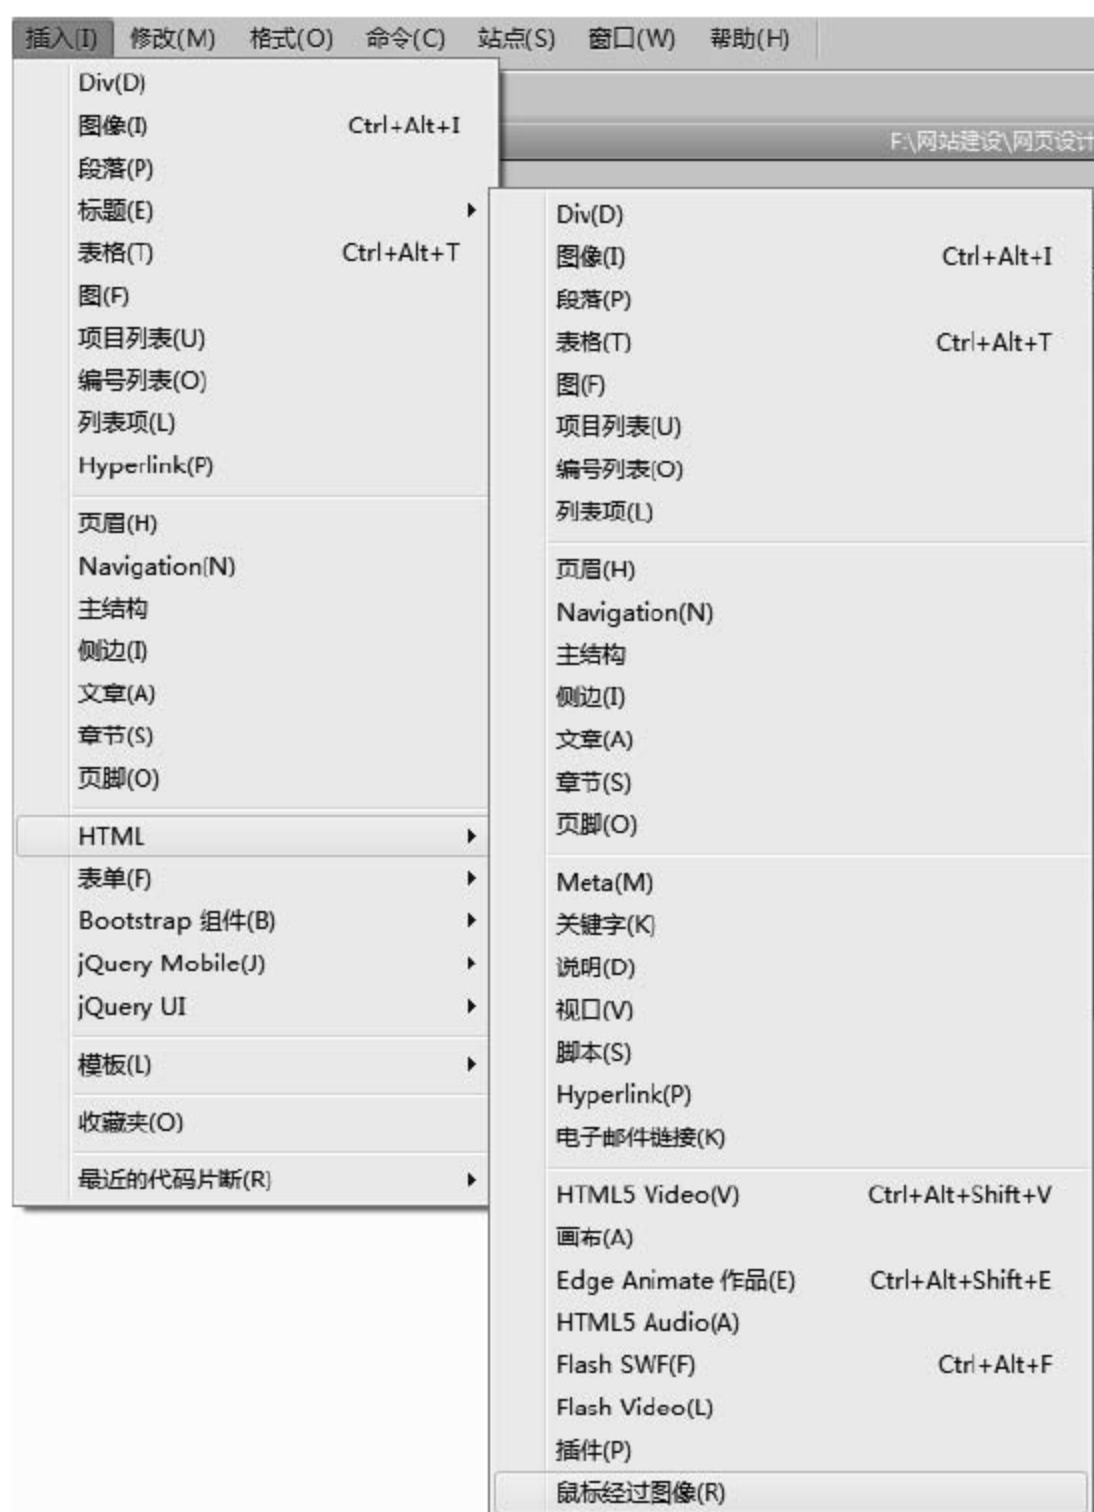 插入(I) 修改(M) 格式(O) 命令(C) 站点(S) 窗口(W) 帮助(H)
F:\网站建设\网页设计
Div(D)
图像(I) Ctrl+Alt+I
段落(P)
标题(E)
表格(T) Ctrl+Alt+T
图(F)
项目列表(U)
编号列表(O)
列表项(L)
Hyperlink(P)
页眉(H)
Navigation(N)
主结构
侧边(I)
文章(A)
章节(S)
页脚(O)
HTML
表单(F)
Bootstrap 组件(B)
jQuery Mobile(J)
jQuery UI
模板(L)
收藏夹(O)
最近的代码片断(R)
Div(D)
图像(I) Ctrl+Alt+I
段落(P)
表格(T) Ctrl+Alt+T
图(F)
项目列表(U)
编号列表(O)
列表项(L)
页眉(H)
Navigation(N)
主结构
侧边(I)
文章(A)
章节(S)
页脚(O)
Meta(M)
关键字(K)
说明(D)
视口(V)
脚本(S)
Hyperlink(P)
电子邮件链接(K)
HTML5 Video(V) Ctrl+Alt+Shift+V
画布(A)
Edge Animate 作品(E) Ctrl+Alt+Shift+E
HTML5 Audio(A)
Flash SWF(F) Ctrl+Alt+F
Flash Video(L)
插件(P)
鼠标经过图像(R)